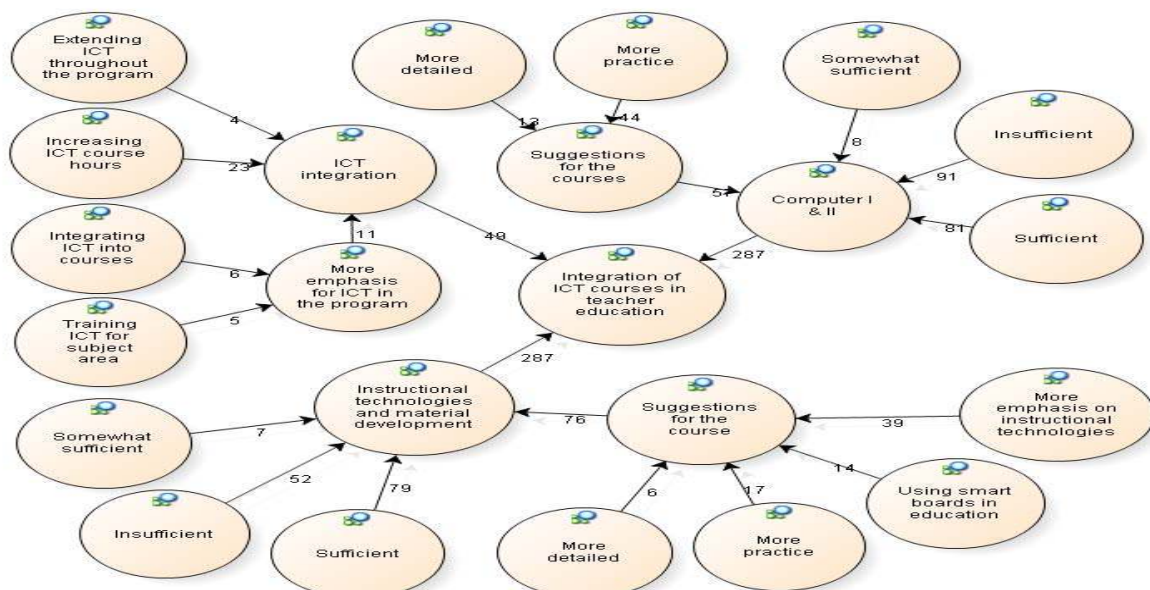 Extending
ICT
throughout
the program
More
detailed
More
practice
Somewhat
sufficient
Increasing
ICT course
hours
4
23
ICT
integration
13
44
Suggestions
for the
courses
8
Insufficient
91
57
Computer I
& II
81
Sufficient
Integrating
ICT into
courses
6
11
More
emphasis
for ICT in
the program
Training
ICT for
subject
area
5
Integration of
ICT courses in
teacher
education
287
287
Instructional
technologies
and material
development
76
Suggestions
for the
course
39
More
emphasis on
instructional
technologies
Somewhat
sufficient
7
52
Insufficient
79
Sufficient
6
More
detailed
17
More
practice
14
Using smart
boards in
education